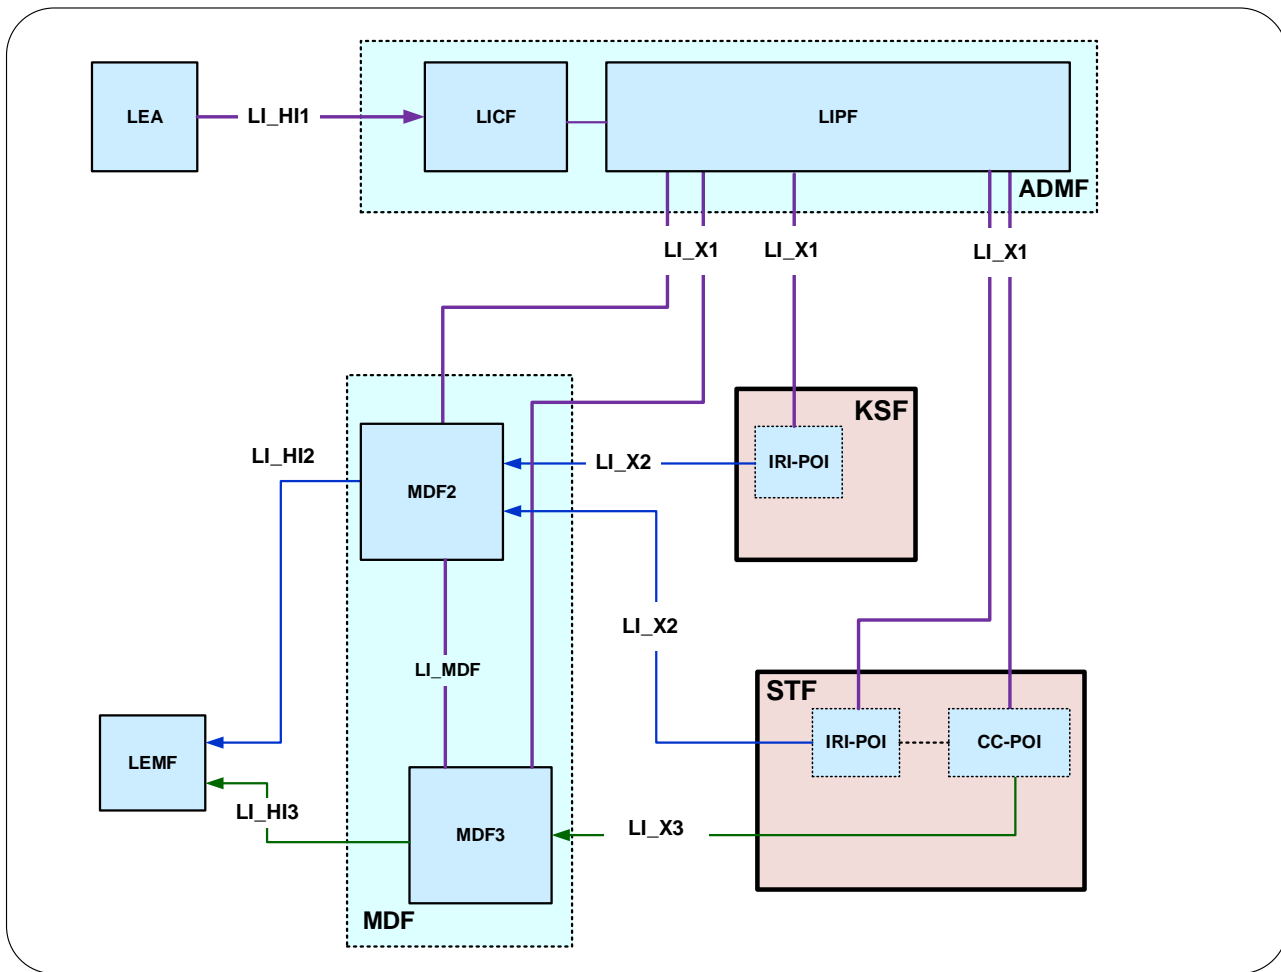 LEA
LI_HI1
LICF
LIPF
ADMF
LI_X1
LI_X1
LI_X1
KSF
LI_HI2
IRI-POI
LI_X2
MDF2
LI_X2
LI_MDF
STF
IRI-POI
CC-POI
LEMF
LI_HI3
LI_X3
MDF3
MDF